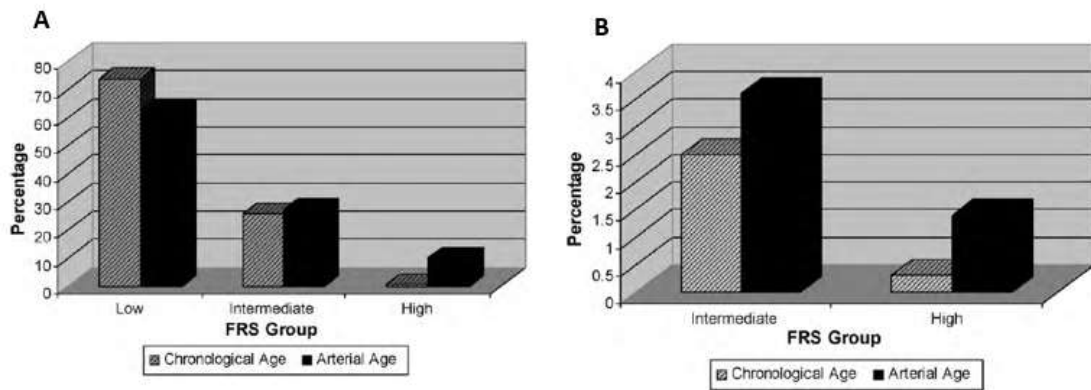 A
80
70
60
50
40
30
20
10
0
Percentage
Low Intermediate High
FRS Group
Chronological Age Arterial Age
B
4
3.5
3
2.5
2
1.5
1
0.5
0
Percentage
Intermediate High
FRS Group
Chronological Age Arterial Age